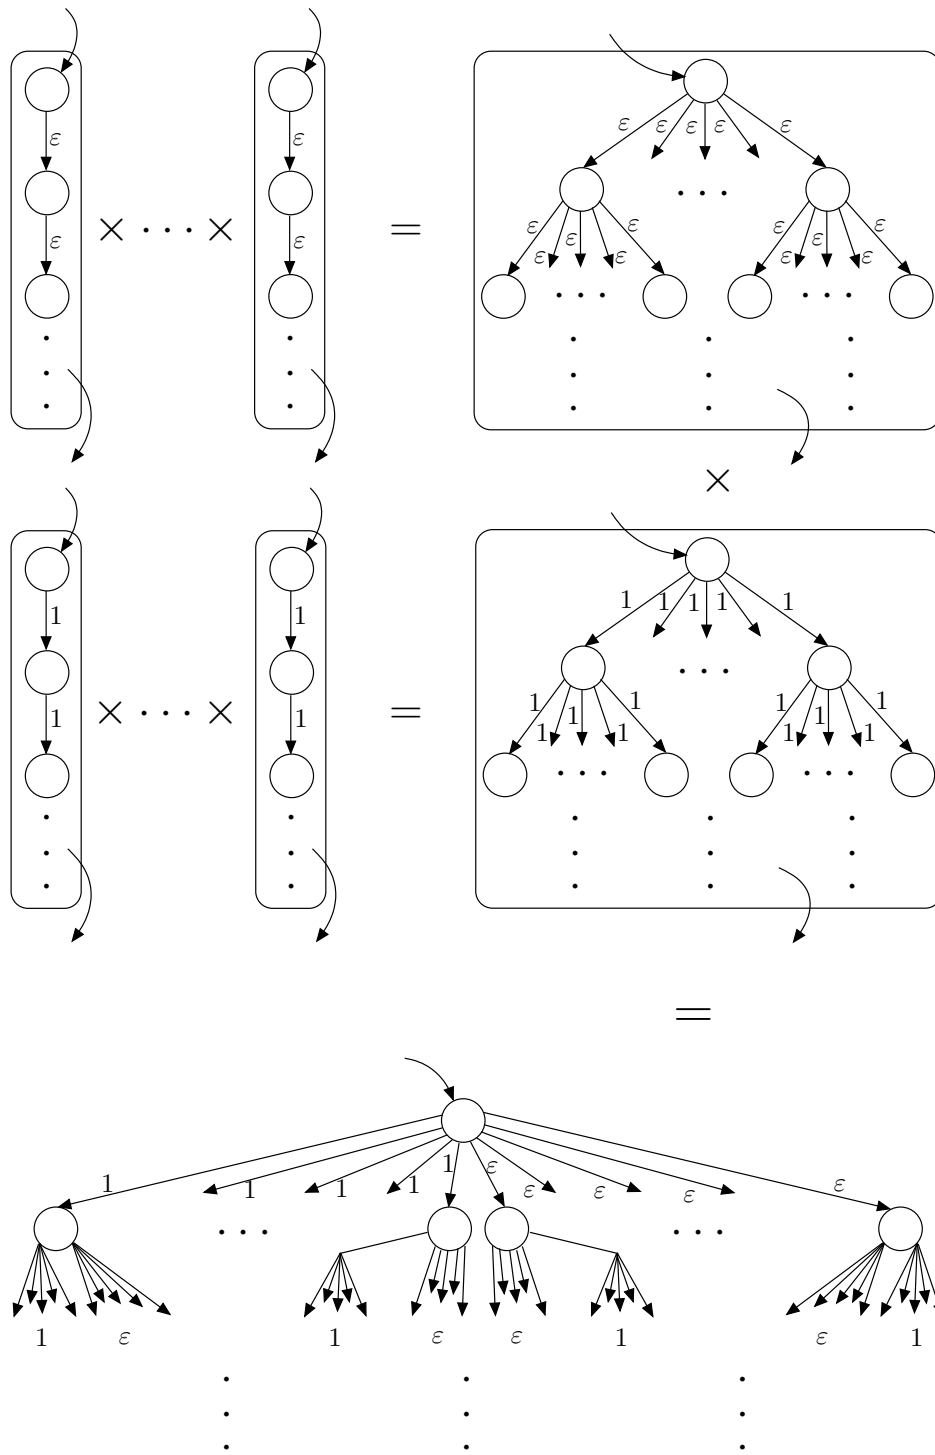 ε ε ε ε ε
ε ε
ε ε ε ε
× ··· × =
ε ε ε ε
ε ε ε ε
···
×
1 1 1 1 1
1 1
1 1 1 1
1 1 1 1
× ··· × =
1 1
=
1 1 1 1 1 ε ε ε ε ε
··· ···
1 ε 1 ε ε 1 ε 1